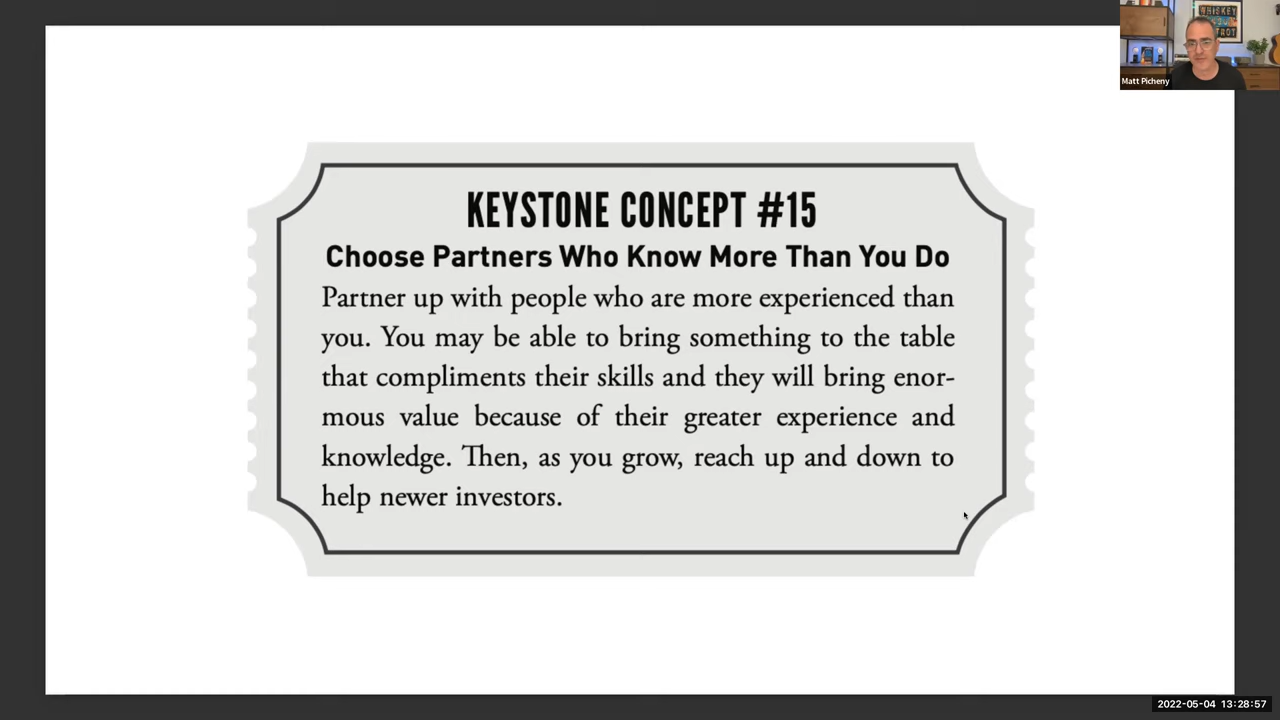 WHISKEY
Matt Picheny
KEYSTONE CONCEPT #15
Choose Partners Who Know More Than You Do
Partner up with people who are more experienced than
you. You may be able to bring something to the table
that compliments their skills and they will bring enor-
mous value because of their greater experience and
knowledge. Then, as you grow, reach up and down to
help newer investors.
2022-05-04 13:28:57